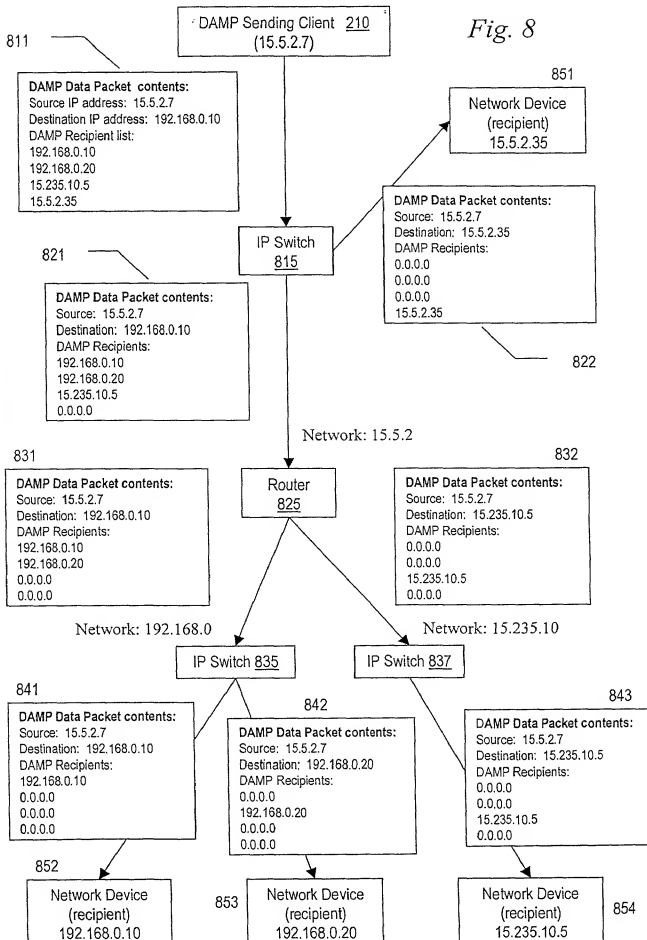 DAMP Sending Client 210
(15.5.2.7)
Fig. 8
811
DAMP Data Packet contents:
Source IP address: 15.5.2.7
Destination IP address: 192.168.0.10
DAMP Recipient list:
192.168.0.10
192.168.0.20
15.235.10.5
15.5.2.35
851
Network Device
(recipient)
15.5.2.35
IP Switch
815
DAMP Data Packet contents:
Source: 15.5.2.7
Destination: 15.5.2.35
DAMP Recipients:
0.0.0.0
0.0.0.0
0.0.0.0
15.5.2.35
822
821
DAMP Data Packet contents:
Source: 15.5.2.7
Destination: 192.168.0.10
DAMP Recipients:
192.168.0.10
192.168.0.20
15.235.10.5
0.0.0.0
Network: 15.5.2
831
DAMP Data Packet contents:
Source: 15.5.2.7
Destination: 192.168.0.10
DAMP Recipients:
192.168.0.10
192.168.0.20
0.0.0.0
0.0.0.0
Router
825
832
DAMP Data Packet contents:
Source: 15.5.2.7
Destination: 15.235.10.5
DAMP Recipients:
0.0.0.0
0.0.0.0
15.235.10.5
0.0.0.0
Network: 192.168.0
Network: 15.235.10
IP Switch 835
IP Switch 837
841
DAMP Data Packet contents:
Source: 15.5.2.7
Destination: 192.168.0.10
DAMP Recipients:
192.168.0.10
0.0.0.0
0.0.0.0
0.0.0.0
842
DAMP Data Packet contents:
Source: 15.5.2.7
Destination: 192.168.0.20
DAMP Recipients:
0.0.0.0
192.168.0.20
0.0.0.0
0.0.0.0
843
DAMP Data Packet contents:
Source: 15.5.2.7
Destination: 15.235.10.5
DAMP Recipients:
0.0.0.0
0.0.0.0
15.235.10.5
0.0.0.0
852
Network Device
(recipient)
192.168.0.10
853
Network Device
(recipient)
192.168.0.20
Network Device
(recipient)
15.235.10.5
854